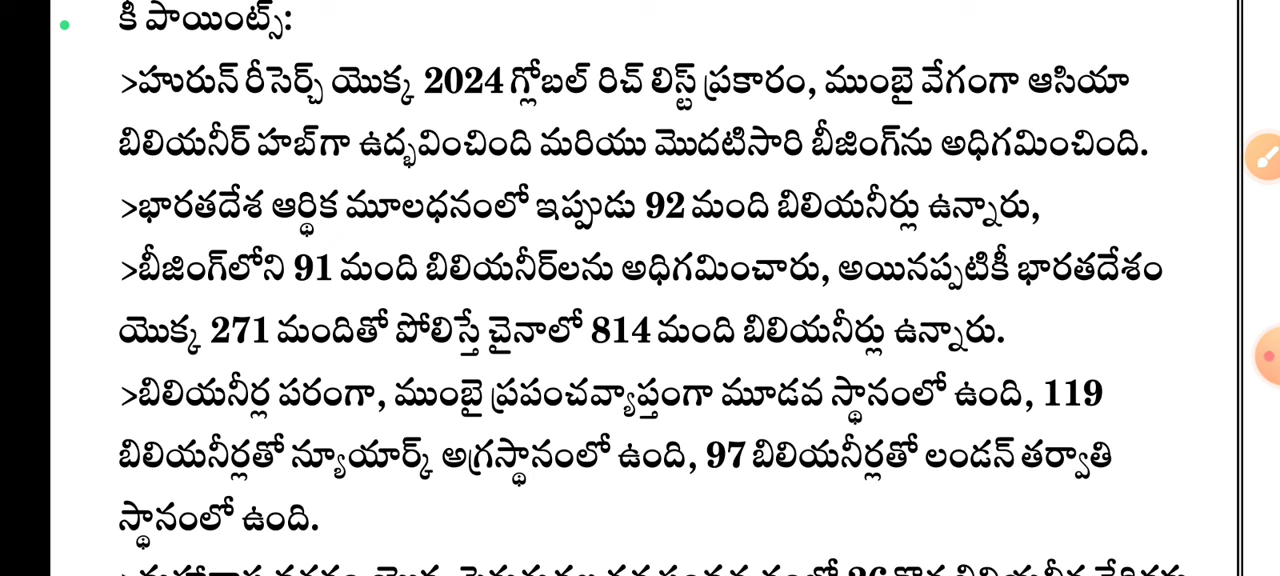 కీ పాయింట్స్:
>హురున్ రీసెర్చ్ యొక్క 2024 గ్లోబల్ రిచ్ లిస్ట్ ప్రకారం, ముంబై వేగంగా ఆసియా
బిలియనీర్ హబ్‌గా ఉద్భవించింది మరియు మొదటిసారి బీజింగ్‌ను అధిగమించింది.
>భారతదేశ ఆర్థిక మూలధనంలో ఇప్పుడు 92 మంది బిలియనీర్లు ఉన్నారు,
>బీజింగ్‌లోని 91 మంది బిలియనీర్‌లను అధిగమించారు, అయినప్పటికీ భారతదేశం
యొక్క 271 మందితో పోలిస్తే చైనాలో 814 మంది బిలియనీర్లు ఉన్నారు.
>బిలియనీర్ల పరంగా, ముంబై ప్రపంచవ్యాప్తంగా మూడవ స్థానంలో ఉంది, 119
బిలియనీర్లతో న్యూయార్క్ అగ్రస్థానంలో ఉంది, 97 బిలియనీర్లతో లండన్ తర్వాతి
స్థానంలో ఉంది.